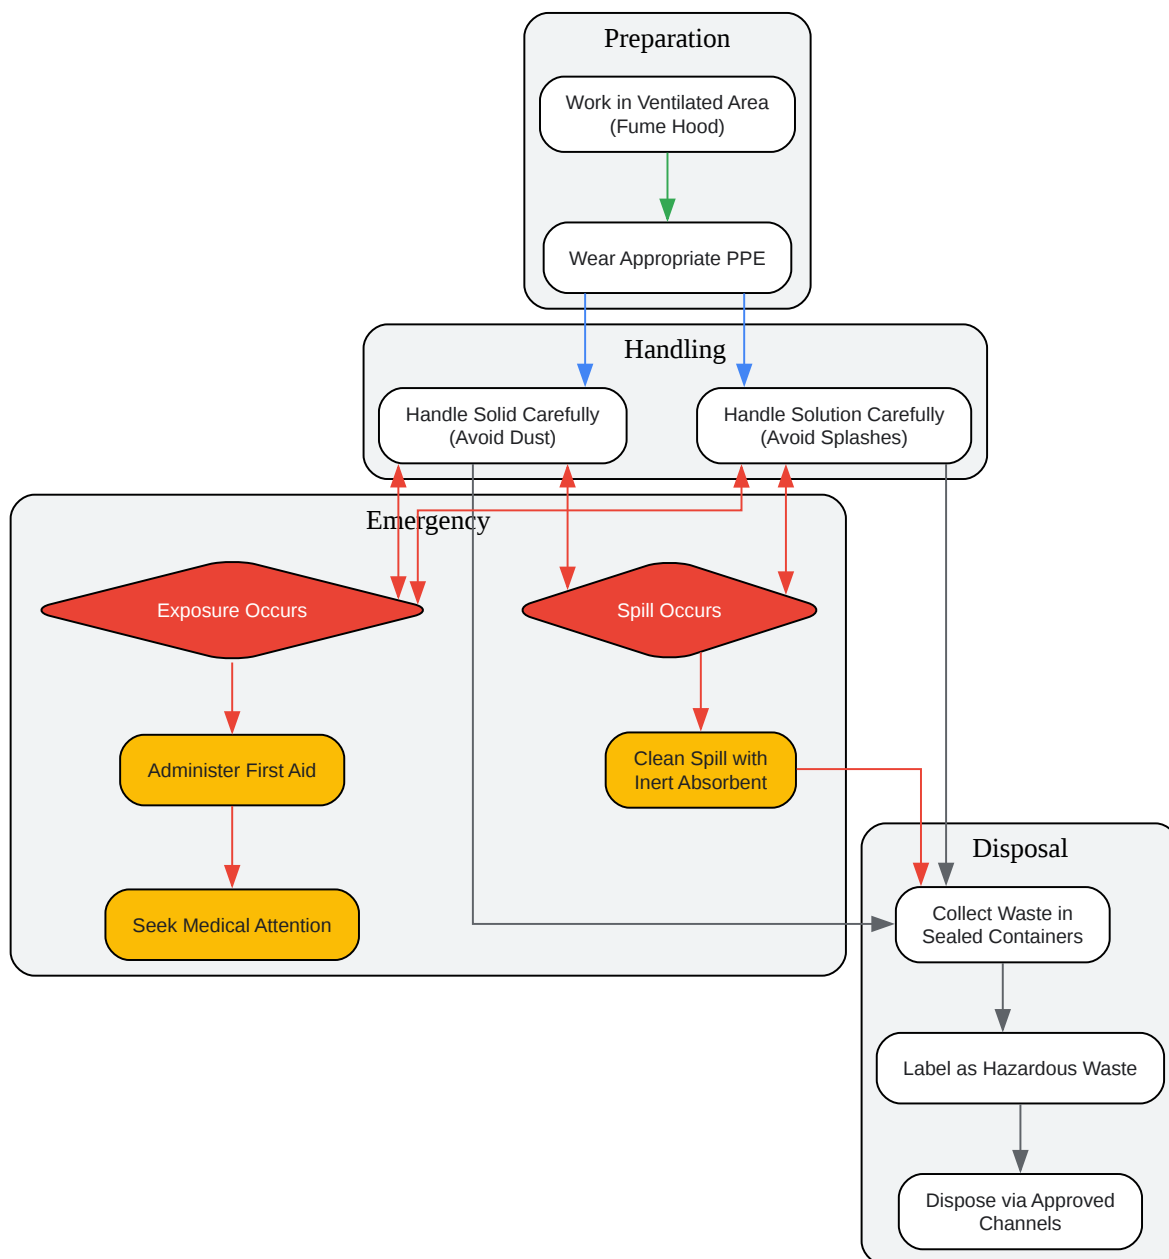 Preparation
Work in Ventilated Area
(Fume Hood)
Wear Appropriate PPE
Handling
Handle Solid Carefully
(Avoid Dust)
Handle Solution Carefully
(Avoid Splashes)
Emergency
Exposure Occurs
Spill Occurs
Administer First Aid
Clean Spill with
Inert Absorbent
Seek Medical Attention
Disposal
Collect Waste in
Sealed Containers
Label as Hazardous Waste
Dispose via Approved
Channels